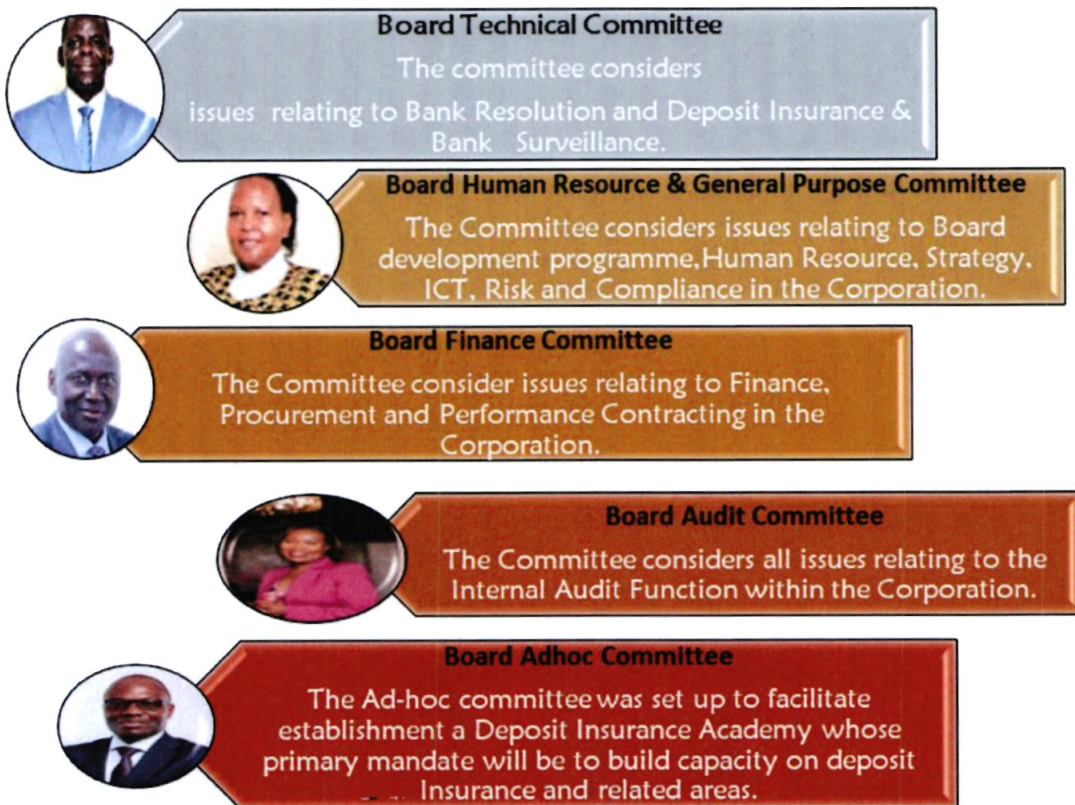 Board Technical Committee
The committee considers
issues relating to Bank Resolution and Deposit Insurance &
Bank Surveillance.
Board Human Resource & General Purpose Committee
The Committee considers issues relating to Board
development programme,Human Resource, Strategy,
ICT, Risk and Compliance in the Corporation.
Board Finance Committee
The Committee consider issues relating to Finance,
Procurement and Performance Contracting in the
Corporation.
Board Audit Committee
The Committee considers all issues relating to the
Internal Audit Function within the Corporation.
Board Adhoc Committee
The Ad-hoc committee was set up to facilitate
establishment a Deposit Insurance Academy whose
primary mandate will be to build capacity on deposit
Insurance and related areas.